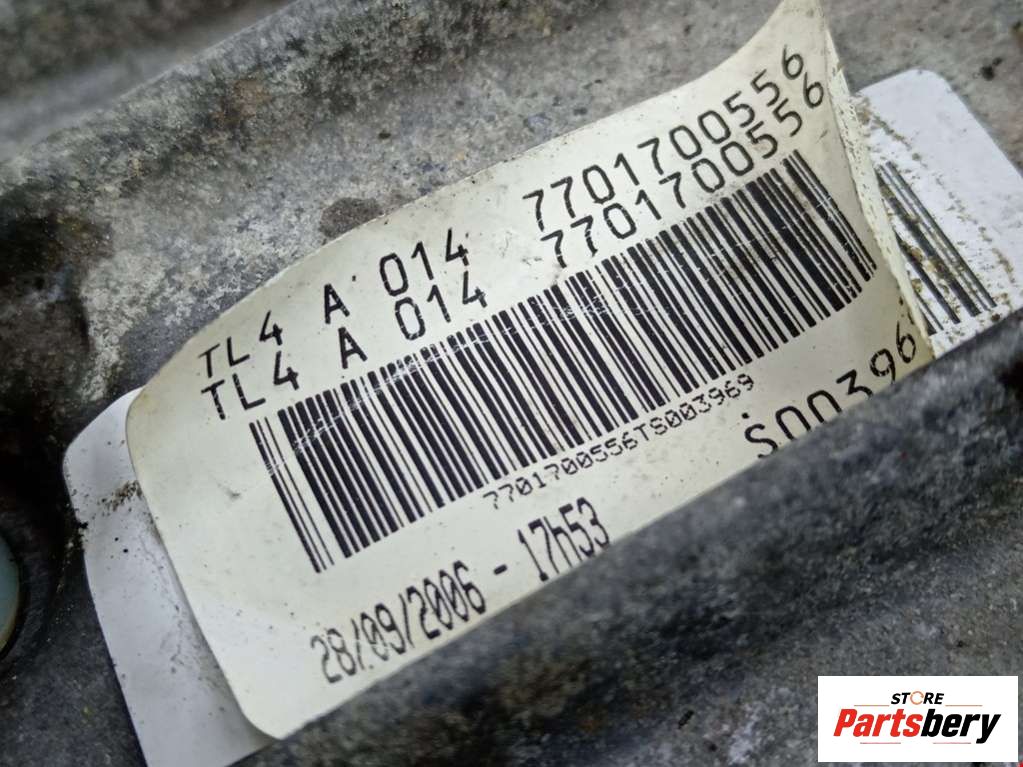 TL4 A 014 7701700556
TL4 A 014 7701700556
7701700556TS003969
S00396
28/09/2006 - 17h53
STORE
Partsbery